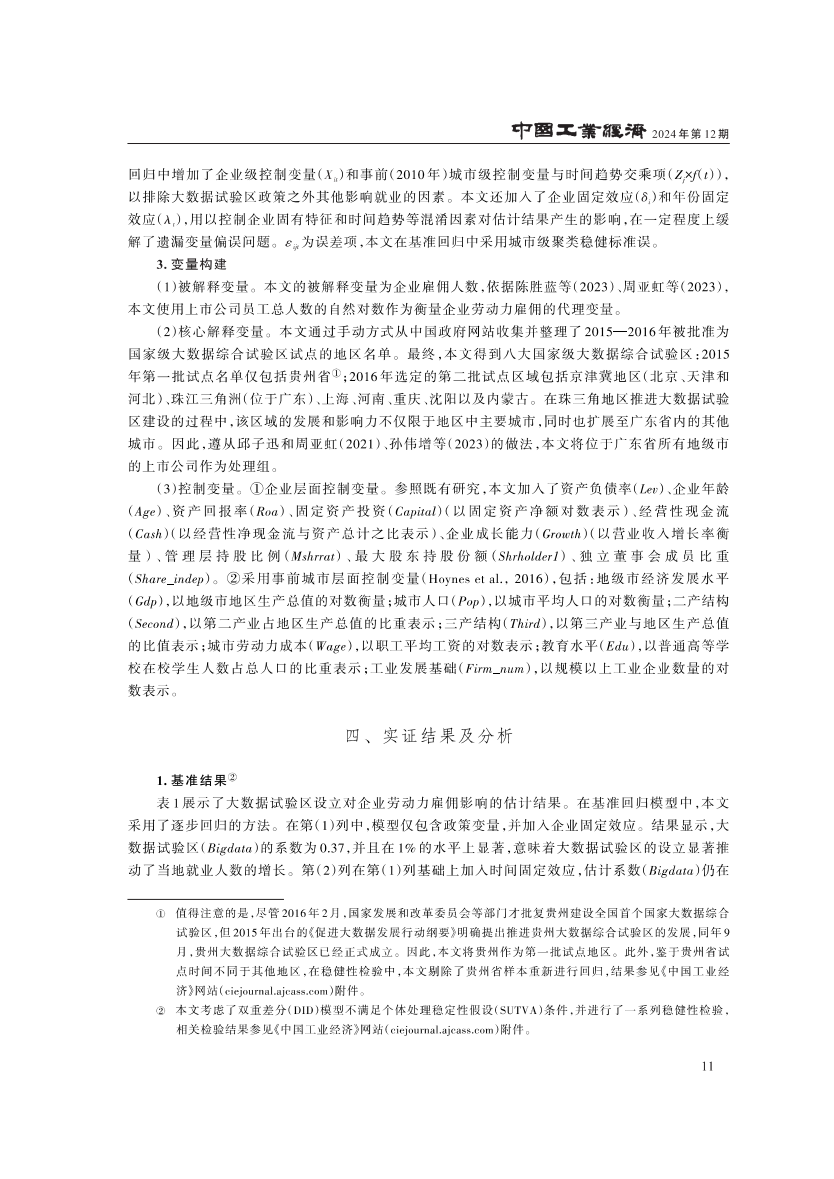 中国工业经济 2024年第12期
回归中增加了企业级控制变量(Xit)和事前(2010年)城市级控制变量与时间趋势交乘项(Zj×f(t)),
以排除大数据试验区政策之外其他影响就业的因素。本文还加入了企业固定效应(δi)和年份固定
效应(λt),用以控制企业固有特征和时间趋势等混淆因素对估计结果产生的影响,在一定程度上缓
解了遗漏变量偏误问题。εijt为误差项,本文在基准回归中采用城市级聚类稳健标准误。
3. 变量构建
(1)被解释变量。本文的被解释变量为企业雇佣人数,依据陈胜蓝等(2023)、周亚虹等(2023),
本文使用上市公司员工总人数的自然对数作为衡量企业劳动力雇佣的代理变量。
(2)核心解释变量。本文通过手动方式从中国政府网站收集并整理了2015—2016年被批准为
国家级大数据综合试验区试点的地区名单。最终,本文得到八大国家级大数据综合试验区:2015
年第一批试点名单仅包括贵州省①;2016年选定的第二批试点区域包括京津冀地区(北京、天津和
河北)、珠江三角洲(位于广东)、上海、河南、重庆、沈阳以及内蒙古。在珠三角地区推进大数据试验
区建设的过程中,该区域的发展和影响力不仅限于地区中主要城市,同时也扩展至广东省内的其他
城市。因此,遵从邱子迅和周亚虹(2021)、孙伟增等(2023)的做法,本文将位于广东省所有地级市
的上市公司作为处理组。
(3)控制变量。①企业层面控制变量。参照既有研究,本文加入了资产负债率(Lev)、企业年龄
(Age)、资产回报率(Roa)、固定资产投资(Capital)(以固定资产净额对数表示)、经营性现金流
(Cash)(以经营性净现金流与资产总计之比表示)、企业成长能力(Growth)(以营业收入增长率衡
量)、管理层持股比例(Mshrrat)、最大股东持股份额(Shrholder1)、独立董事会成员比重
(Share_indep)。②采用事前城市层面控制变量(Hoynes et al., 2016),包括:地级市经济发展水平
(Gdp),以地级市地区生产总值的对数衡量;城市人口(Pop),以城市平均人口的对数衡量;二产结构
(Second),以第二产业占地区生产总值的比重表示;三产结构(Third),以第三产业与地区生产总值
的比值表示;城市劳动力成本(Wage),以职工平均工资的对数表示;教育水平(Edu),以普通高等学
校在校学生人数占总人口的比重表示;工业发展基础(Firm_num),以规模以上工业企业数量的对
数表示。
四、实证结果及分析
1. 基准结果②
表1展示了大数据试验区设立对企业劳动力雇佣影响的估计结果。在基准回归模型中,本文
采用了逐步回归的方法。在第(1)列中,模型仅包含政策变量,并加入企业固定效应。结果显示,大
数据试验区(Bigdata)的系数为0.37,并且在1%的水平上显著,意味着大数据试验区的设立显著推
动了当地就业人数的增长。第(2)列在第(1)列基础上加入时间固定效应,估计系数(Bigdata)仍在
① 值得注意的是,尽管2016年2月,国家发展和改革委员会等部门才批复贵州建设全国首个国家大数据综合
试验区,但2015年出台的《促进大数据发展行动纲要》明确提出推进贵州大数据综合试验区的发展,同年9
月,贵州大数据综合试验区已经正式成立。因此,本文将贵州作为第一批试点地区。此外,鉴于贵州省试
点时间不同于其他地区,在稳健性检验中,本文剔除了贵州省样本重新进行回归,结果参见《中国工业经
济》网站(ciejournal.ajcass.com)附件。
② 本文考虑了双重差分(DID)模型不满足个体处理稳定性假设(SUTVA)条件,并进行了一系列稳健性检验,
相关检验结果参见《中国工业经济》网站(ciejournal.ajcass.com)附件。
11